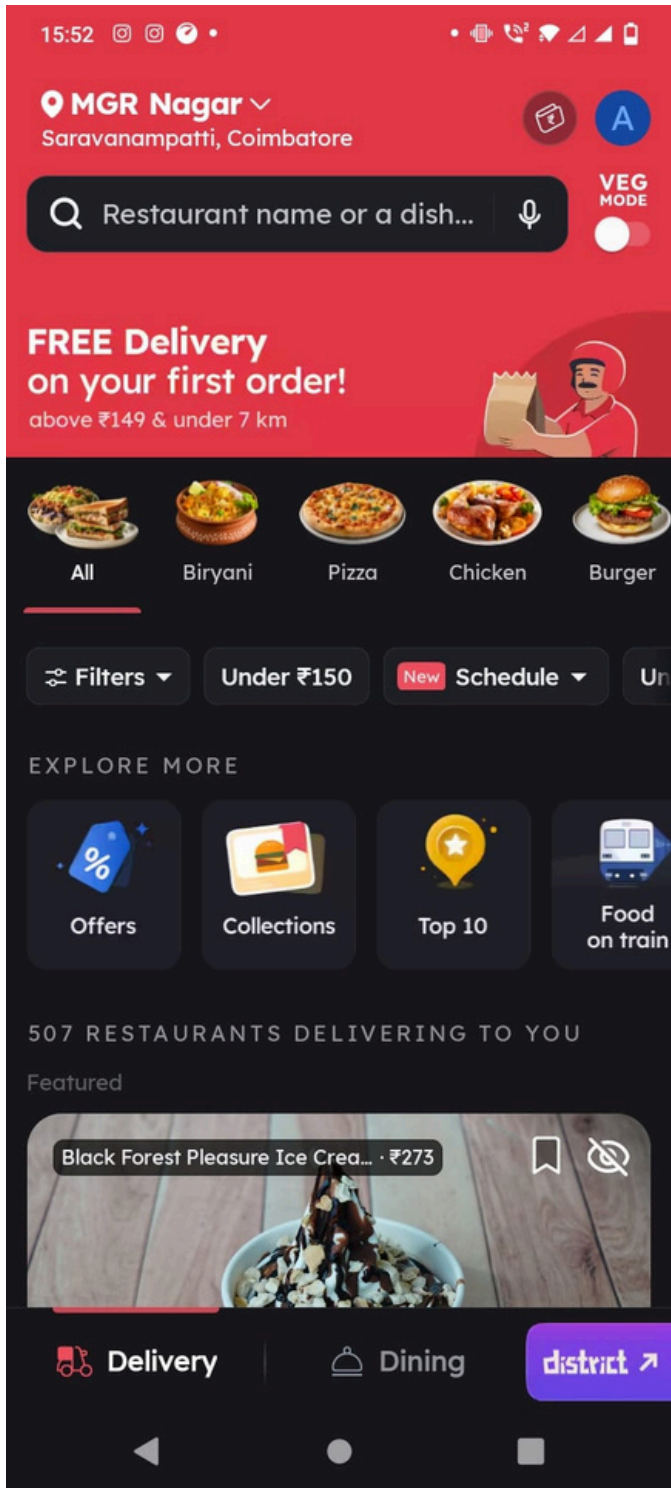 15:52
MGR Nagar
Saravanampatti, Coimbatore
A
Restaurant name or a dish...
VEG
MODE
FREE Delivery
on your first order!
above ₹149 & under 7 km
All
Biryani
Pizza
Chicken
Burger
Filters
Under ₹150
New Schedule
Un
EXPLORE MORE
%
Offers
Collections
Top 10
Food
on train
507 RESTAURANTS DELIVERING TO YOU
Featured
Black Forest Pleasure Ice Crea... · ₹273
Delivery
Dining
district